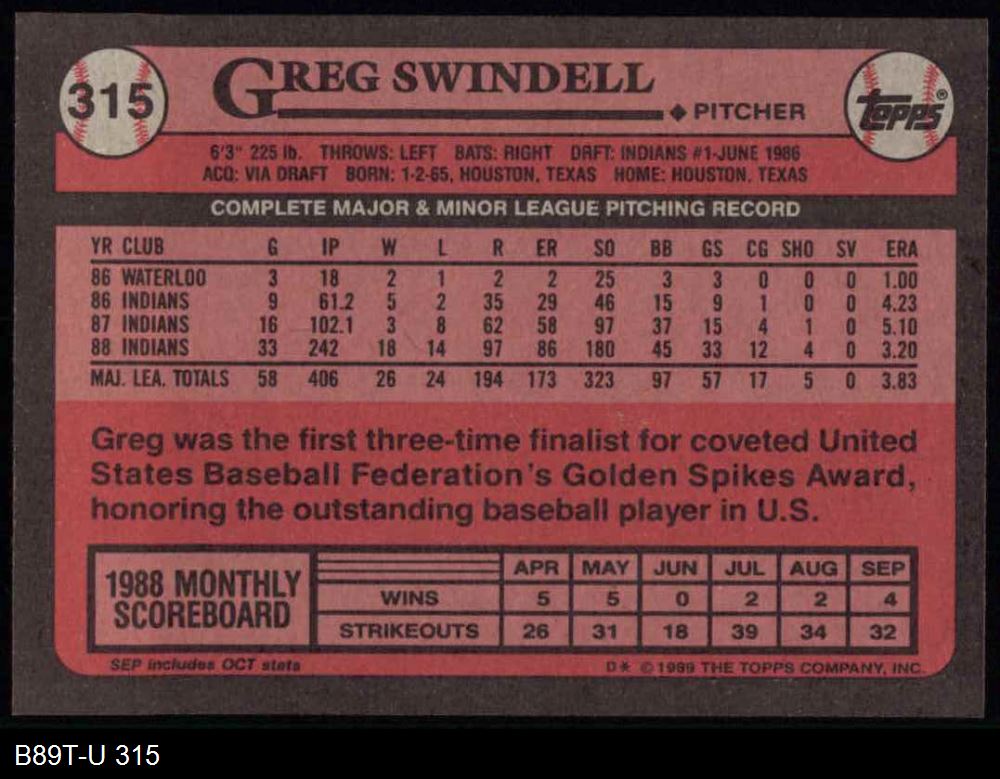 315
GREG SWINDELL
◆ PITCHER
TOPPS®
6'3" 225 lb. THROWS: LEFT BATS: RIGHT DRFT: INDIANS #1-JUNE 1986
ACQ: VIA DRAFT BORN: 1-2-65, HOUSTON, TEXAS HOME: HOUSTON, TEXAS
COMPLETE MAJOR & MINOR LEAGUE PITCHING RECORD
YR CLUB G IP W L R ER SO BB GS CG SHO SV ERA
86 WATERLOO 3 18 2 1 2 2 25 3 3 0 0 0 1.00
86 INDIANS 9 61.2 5 2 35 29 46 15 9 1 0 0 4.23
87 INDIANS 16 102.1 3 8 62 58 97 37 15 4 1 0 5.10
88 INDIANS 33 242 18 14 97 86 180 45 33 12 4 0 3.20
MAJ. LEA. TOTALS 58 406 26 24 194 173 323 97 57 17 5 0 3.83
Greg was the first three-time finalist for coveted United
States Baseball Federation's Golden Spikes Award,
honoring the outstanding baseball player in U.S.
1988 MONTHLY
SCOREBOARD
APR MAY JUN JUL AUG SEP
WINS 5 5 0 2 2 4
STRIKEOUTS 26 31 18 39 34 32
SEP includes OCT stats
D* © 1989 THE TOPPS COMPANY, INC.
B89T-U 315